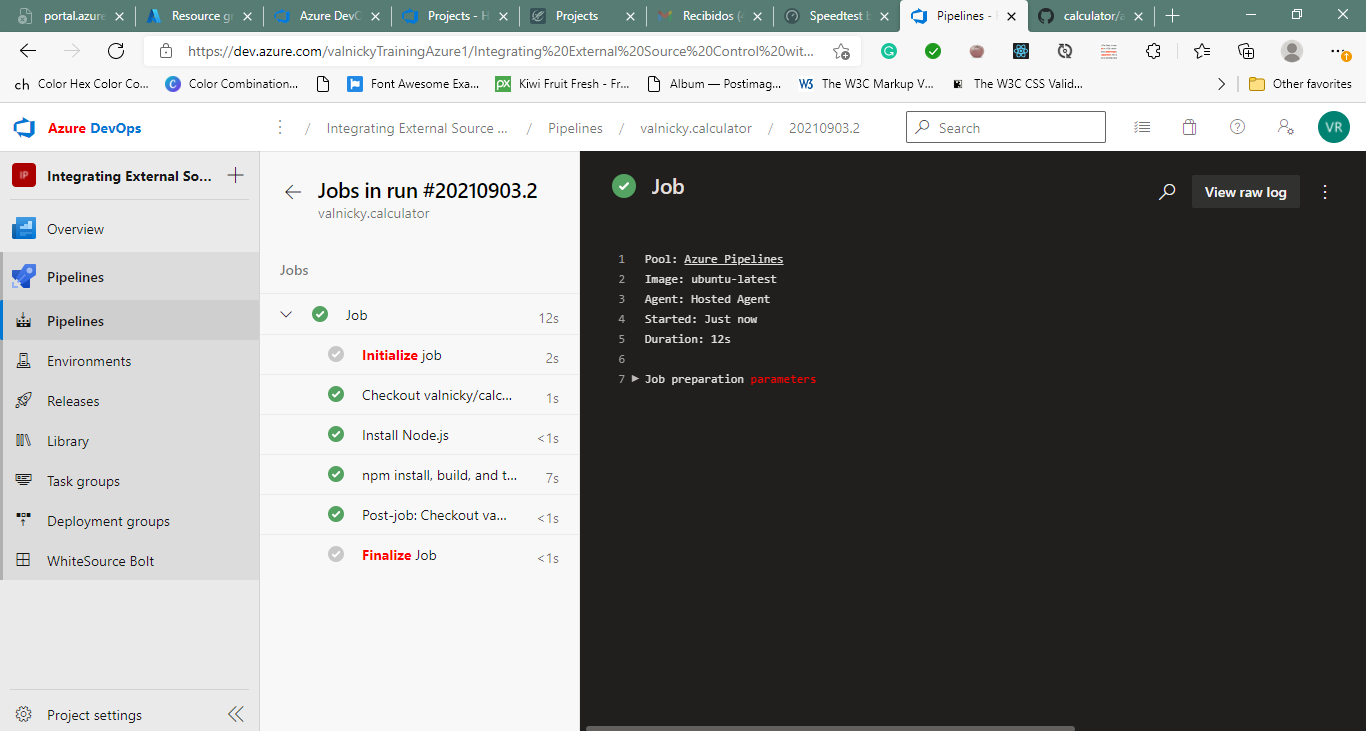 portal.azure
Resource gr
Azure DevO
Projects - H
Projects
Recibidos (4
Speedtest b
Pipelines -
calculator/a
https://dev.azure.com/valnickyTrainingAzure1/Integrating%20External%20Source%20Control%20wit...
ch Color Hex Color Co...
C Color Combination...
Font Awesome Exa...
px Kiwi Fruit Fresh - Fr...
Album — Postimag...
W3 The W3C Markup V...
The W3C CSS Valid...
Other favorites
Azure DevOps
/ Integrating External Source ... / Pipelines / valnicky.calculator / 20210903.2
Search
VR
IP Integrating External So...
Overview
Pipelines
Pipelines
Environments
Releases
Library
Task groups
Deployment groups
WhiteSource Bolt
Project settings
Jobs in run #20210903.2
valnicky.calculator
Jobs
Job 12s
Initialize job 2s
Checkout valnicky/calc... 1s
Install Node.js <1s
npm install, build, and t... 7s
Post-job: Checkout va... <1s
Finalize Job <1s
Job
View raw log
1 Pool: Azure Pipelines
2 Image: ubuntu-latest
3 Agent: Hosted Agent
4 Started: Just now
5 Duration: 12s
6
7 Job preparation parameters